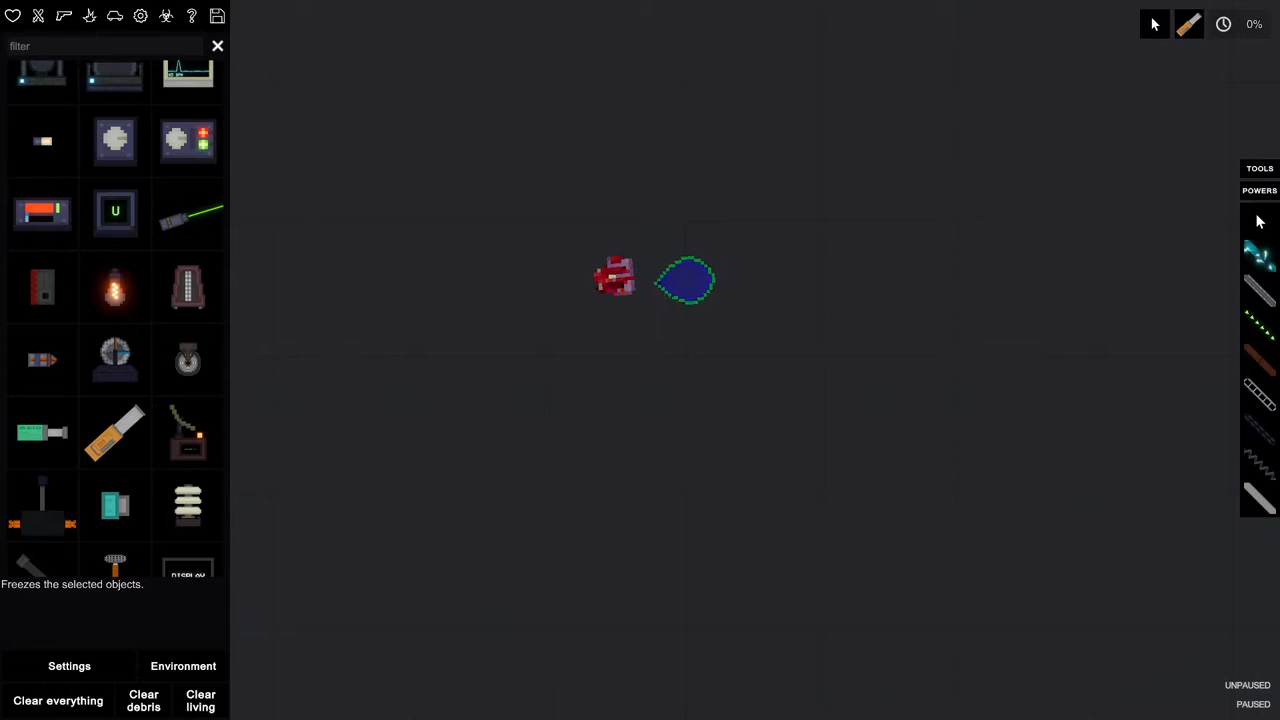 0%
filter
TOOLS
POWERS
U
DISPLAY
Freezes the selected objects.
Settings
Environment
Clear everything
Clear
debris
Clear
living
UNPAUSED
PAUSED